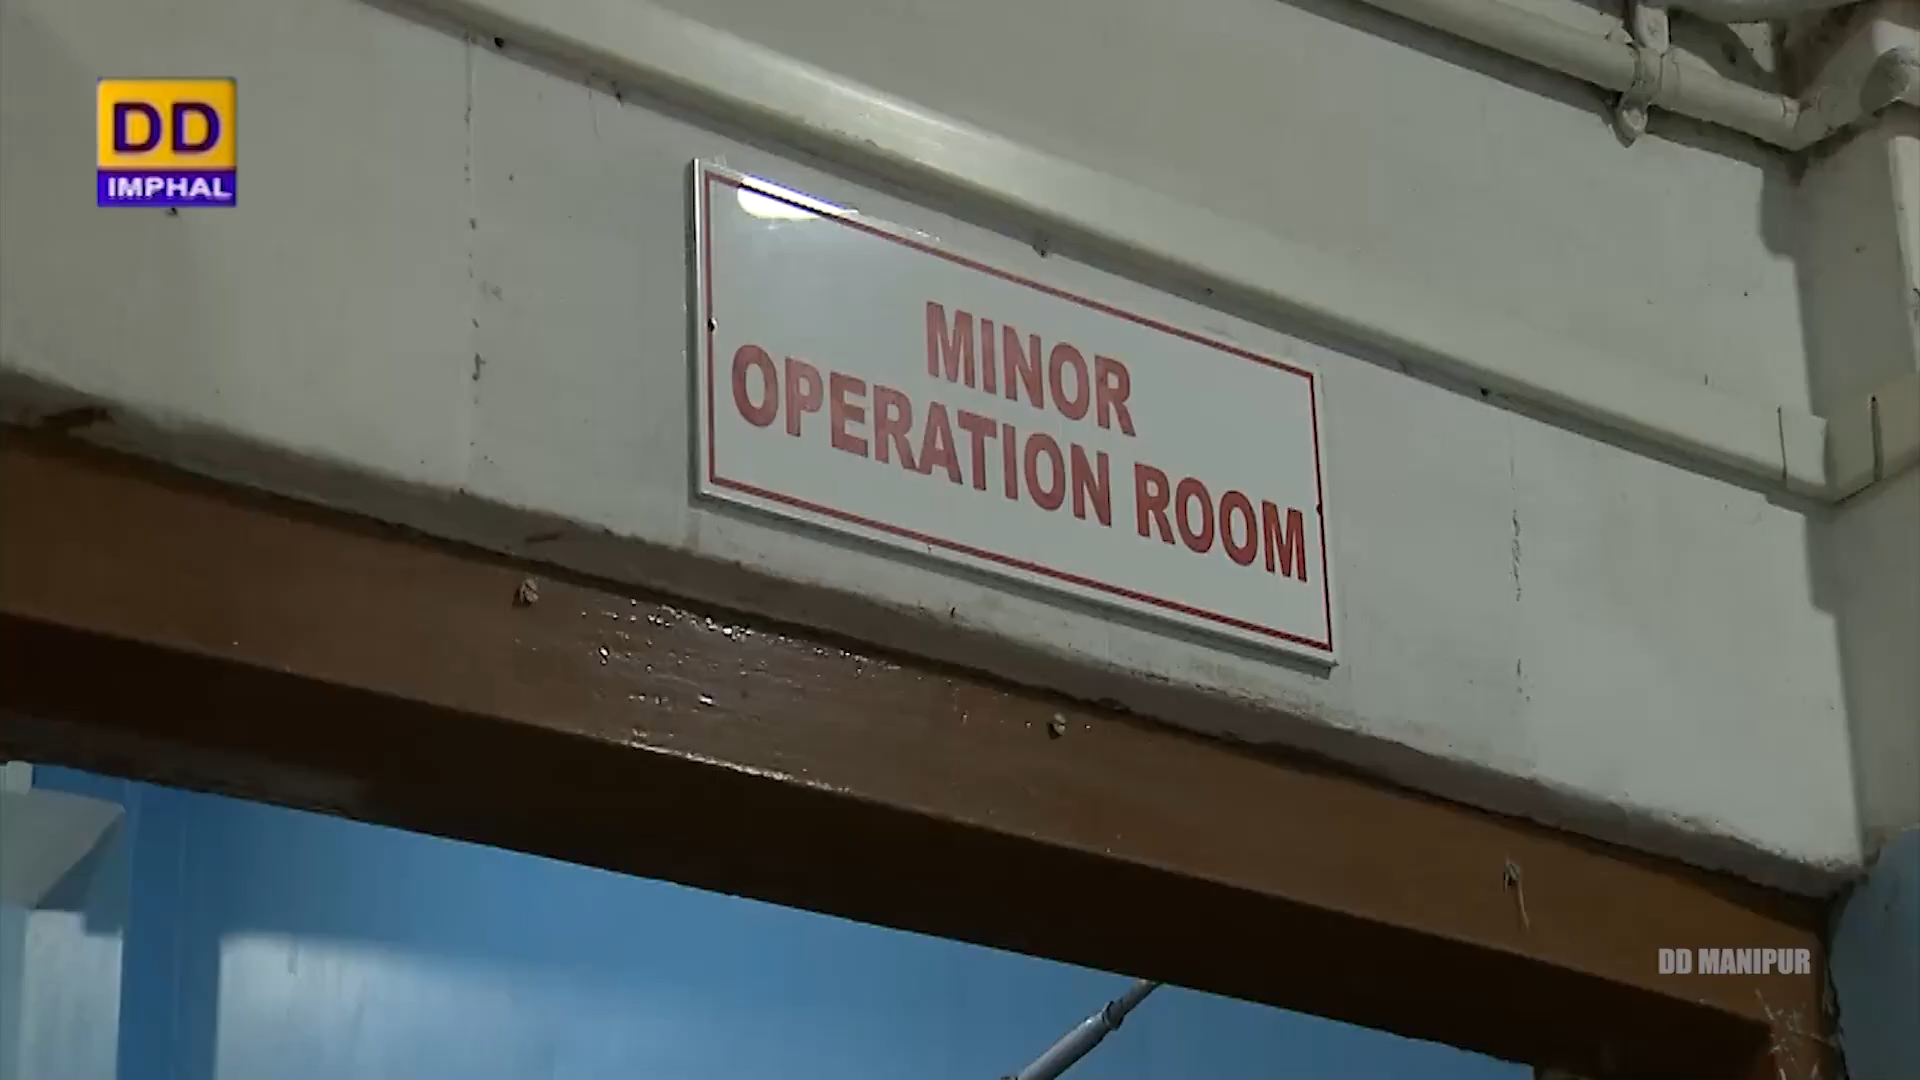 DD
IMPHAL
MINOR
OPERATION ROOM
DD MANIPUR